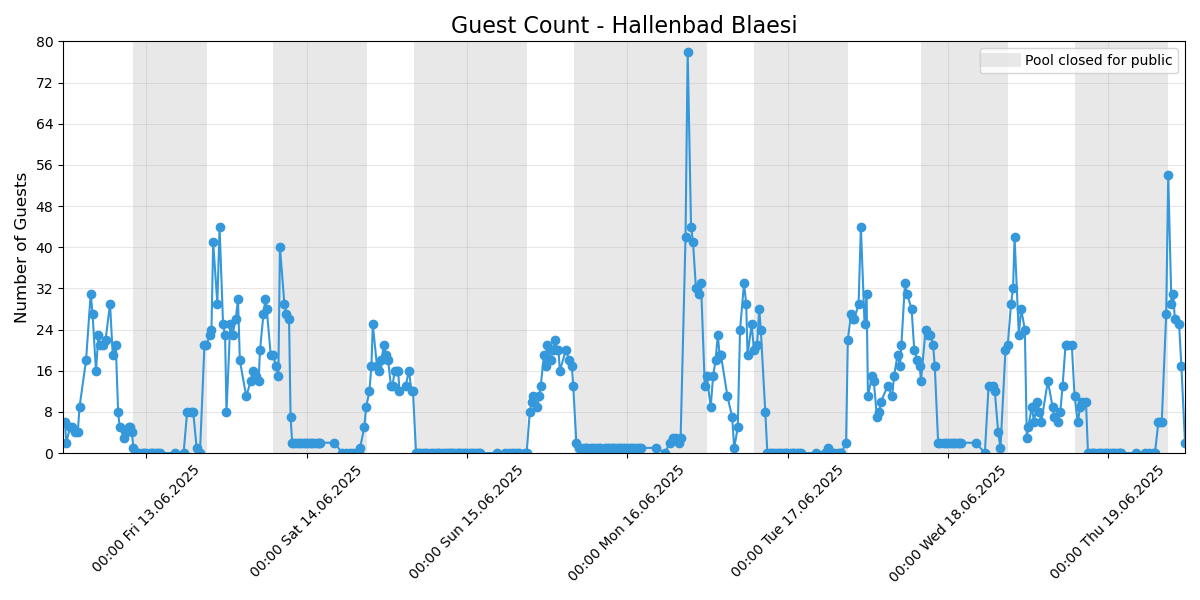 Guest Count - Hallenbad Blaesi
Pool closed for public
Number of Guests
80
72
64
56
48
40
32
24
16
8
0
00:00 Fri 13.06.2025
00:00 Sat 14.06.2025
00:00 Sun 15.06.2025
00:00 Mon 16.06.2025
00:00 Tue 17.06.2025
00:00 Wed 18.06.2025
00:00 Thu 19.06.2025